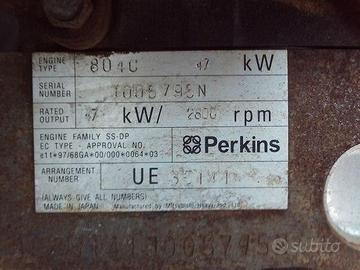 ENGINE TYPE 804C 47 kW
SERIAL NUMBER
RATED OUTPUT 47 kW/ 2800 rpm
ENGINE FAMILY SS-DP
EC TYPE - APPROVAL NO.
e11*97/68GA*00/000*0064*03
Perkins
ARRANGEMENT NUMBER UE
(ALWAYS GIVE ALL NUMBERS)
MADE IN JAPAN Manufactured by
subito